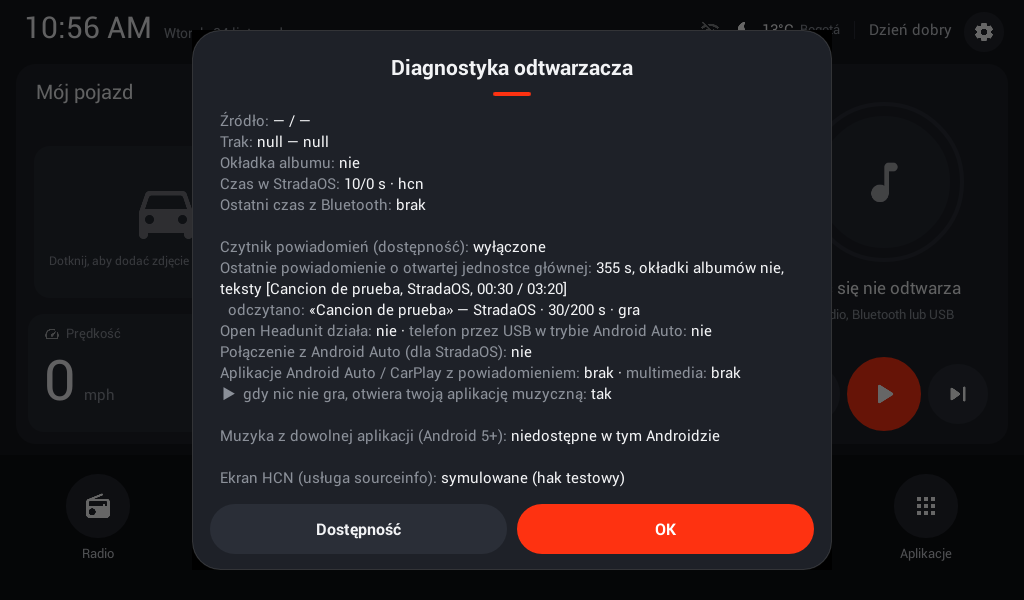 10:56 AM
13°C Bogotá
Dzień dobry
Mój pojazd
Dotknij, aby dodać zdjęcie
Prędkość
0 mph
Diagnostyka odtwarzacza
Źródło: — / —
Trak: null — null
Okładka albumu: nie
Czas w StradaOS: 10/0 s · hcn
Ostatni czas z Bluetooth: brak
Czytnik powiadomień (dostępność): wyłączone
Ostatnie powiadomienie o otwartej jednostce głównej: 355 s, okładki albumów nie,
teksty [Cancion de prueba, StradaOS, 00:30 / 03:20]
odczytano: «Cancion de prueba» — StradaOS · 30/200 s · gra
Open Headunit działa: nie · telefon przez USB w trybie Android Auto: nie
Połączenie z Android Auto (dla StradaOS): nie
Aplikacje Android Auto / CarPlay z powiadomieniem: brak · multimedia: brak
▶ gdy nic nie gra, otwiera twoją aplikację muzyczną: tak
Muzyka z dowolnej aplikacji (Android 5+): niedostępne w tym Androidzie
Ekran HCN (usługa sourceinfo): symulowane (hak testowy)
Dostępność
OK
się nie odtwarza
Bluetooth lub USB
Radio
Aplikacje